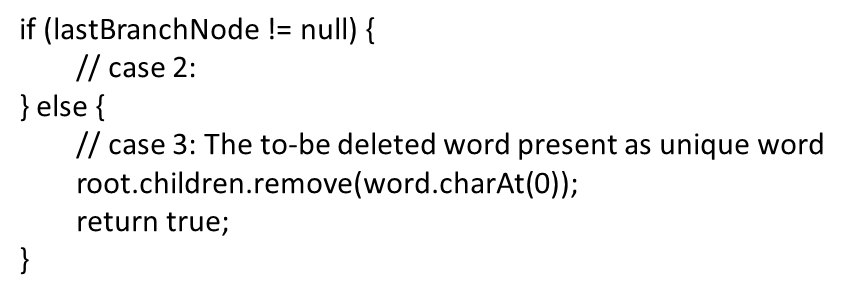 if (lastBranchNode != null) {
// case 2:
} else {
// case 3: The to-be deleted word present as unique word
root.children.remove(word.charAt(0));
return true;
}